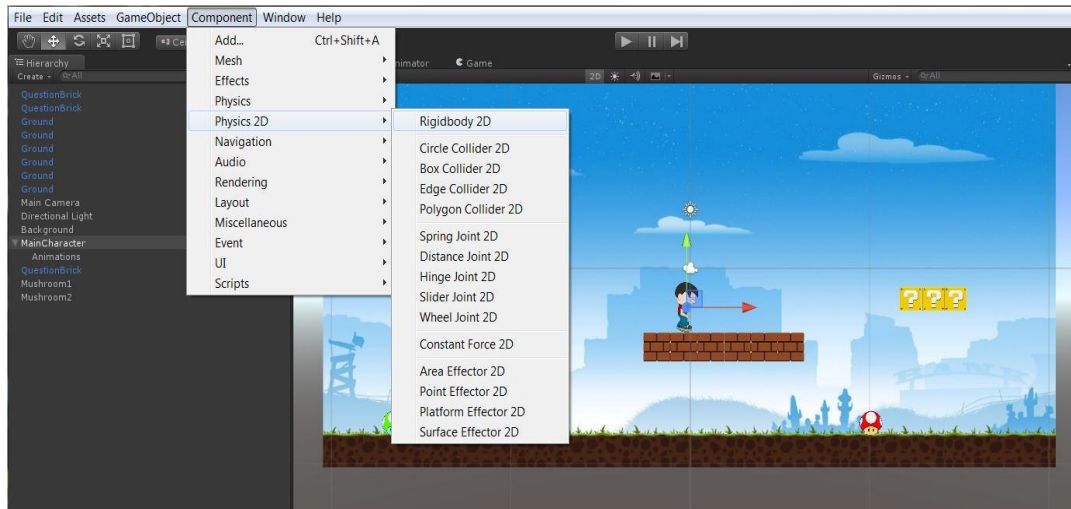 File Edit Assets GameObject Component Window Help
Hierarchy
Create
All
QuestionBrick
QuestionBrick
Ground
Ground
Ground
Ground
Ground
Ground
Main Camera
Directional Light
Background
MainCharacter
Animations
QuestionBrick
Mushroom1
Mushroom2
Add... Ctrl+Shift+A
Mesh
Effects
Physics
Physics 2D
Navigation
Audio
Rendering
Layout
Miscellaneous
Event
UI
Scripts
Rigidbody 2D
Circle Collider 2D
Box Collider 2D
Edge Collider 2D
Polygon Collider 2D
Spring Joint 2D
Distance Joint 2D
Hinge Joint 2D
Slider Joint 2D
Wheel Joint 2D
Constant Force 2D
Area Effector 2D
Point Effector 2D
Platform Effector 2D
Surface Effector 2D
Game
2D
Gizmos
All
? ? ?
BANK